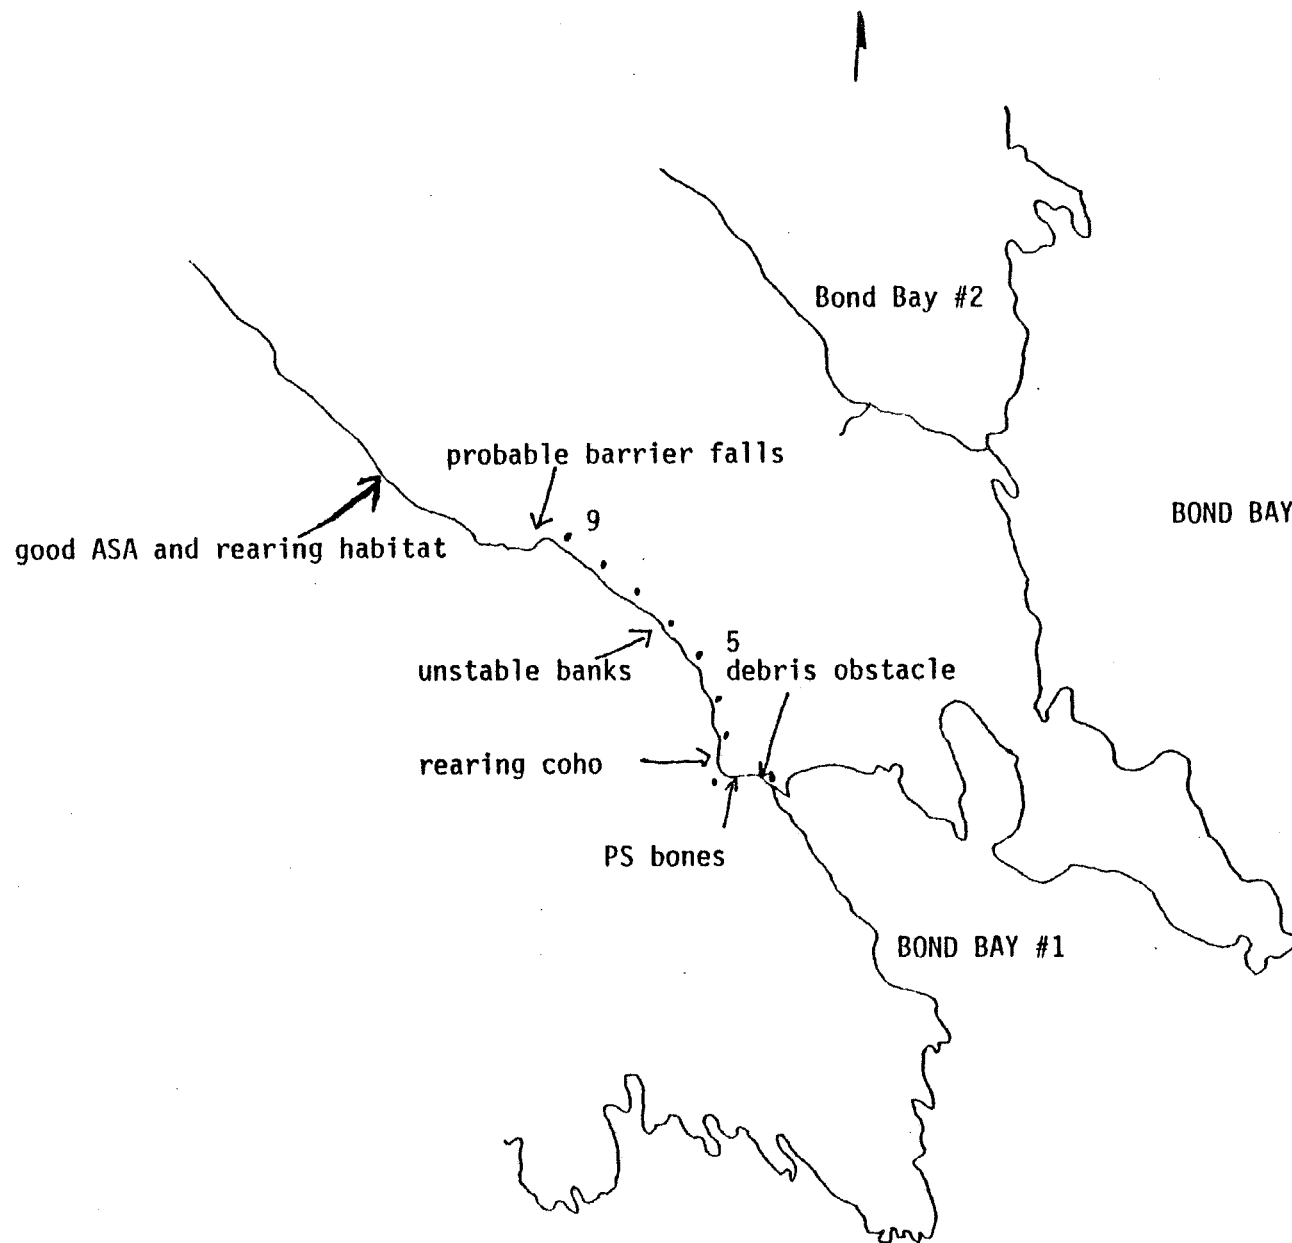 Bond Bay #2
probable barrier falls
9
BOND BAY
good ASA and rearing habitat
5
unstable banks
debris obstacle
rearing coho
PS bones
BOND BAY #1